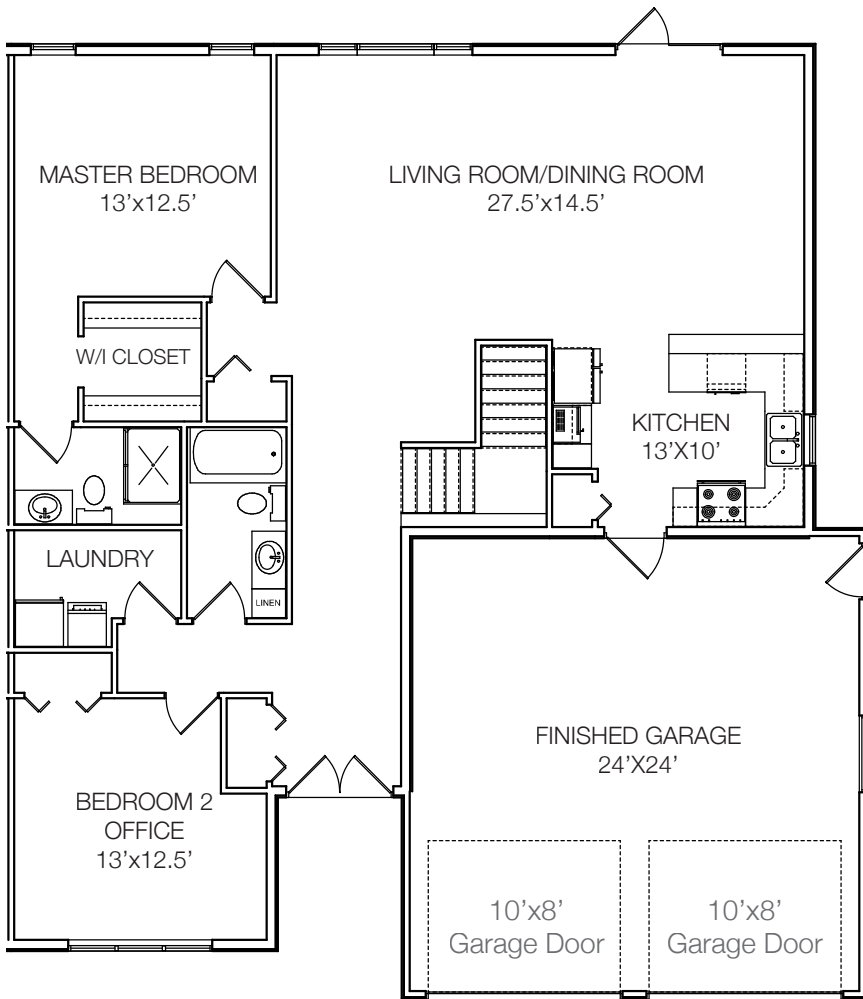 MASTER BEDROOM
13’x12.5’
LIVING ROOM/DINING ROOM
27.5’x14.5’
W/I CLOSET
KITCHEN
13’X10’
LAUNDRY
LINEN
FINISHED GARAGE
24’X24’
BEDROOM 2
OFFICE
13’x12.5’
10’x8’
Garage Door
10’x8’
Garage Door